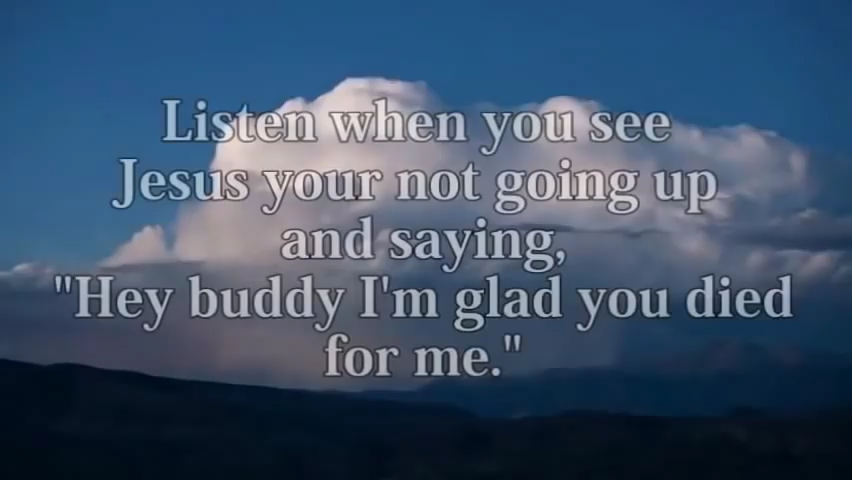 Listen when you see
Jesus your not going up
and saying,
"Hey buddy I'm glad you died
for me."